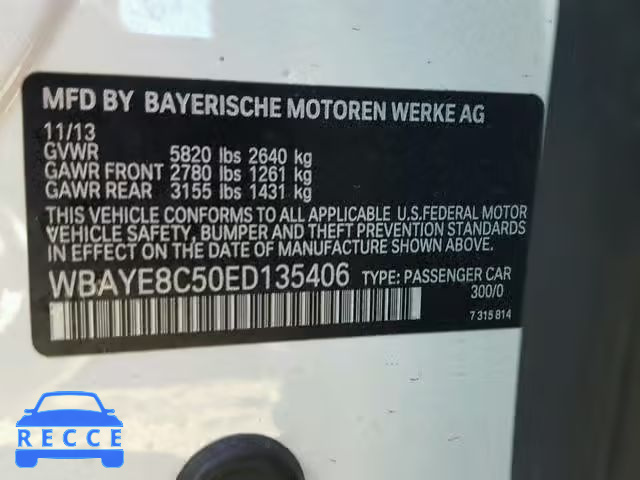 MFD BY BAYERISCHE MOTOREN WERKE AG
11/13
GVWR 5820 lbs 2640 kg
GAWR FRONT 2780 lbs 1261 kg
GAWR REAR 3155 lbs 1431 kg
THIS VEHICLE CONFORMS TO ALL APPLICABLE U.S.FEDERAL MOTOR
VEHICLE SAFETY, BUMPER AND THEFT PREVENTION STANDARDS
IN EFFECT ON THE DATE OF MANUFACTURE SHOWN ABOVE.
WBAYE8C50ED135406 TYPE: PASSENGER CAR
300/0
7 315 814
RECCE